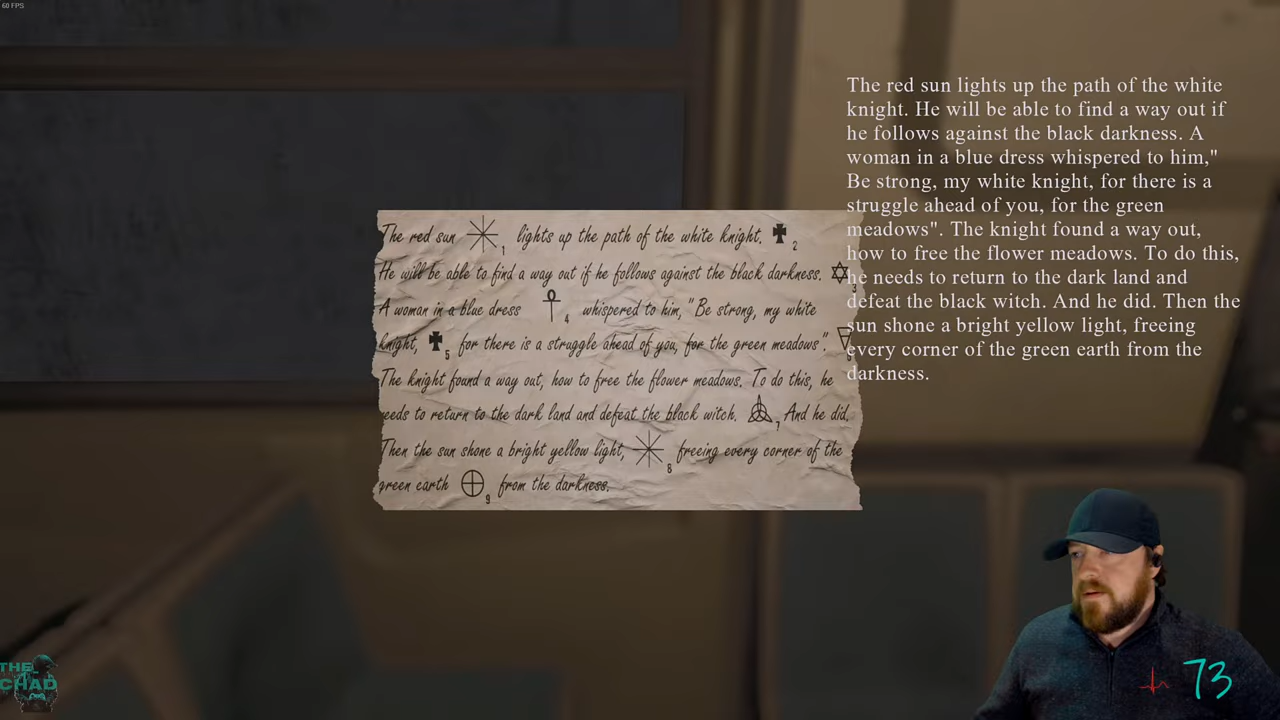 60 FPS
The red sun lights up the path of the white
knight. He will be able to find a way out if
he follows against the black darkness. A
woman in a blue dress whispered to him,"
Be strong, my white knight, for there is a
struggle ahead of you, for the green
meadows". The knight found a way out,
how to free the flower meadows. To do this,
he needs to return to the dark land and
defeat the black witch. And he did. Then the
sun shone a bright yellow light, freeing
every corner of the green earth from the
darkness.
The red sun 1 lights up the path of the white knight. 2
He will be able to find a way out if he follows against the black darkness.
A woman in a blue dress 4 whispered to him, "Be strong, my white
knight, 5 for there is a struggle ahead of you, for the green meadows".
The knight found a way out, how to free the flower meadows. To do this, he
eeds to return to the dark land and defeat the black witch. 7 And he did.
Then the sun shone a bright yellow light, 8 freeing every corner of the
green earth 9 from the darkness.
THE
CHAD
73